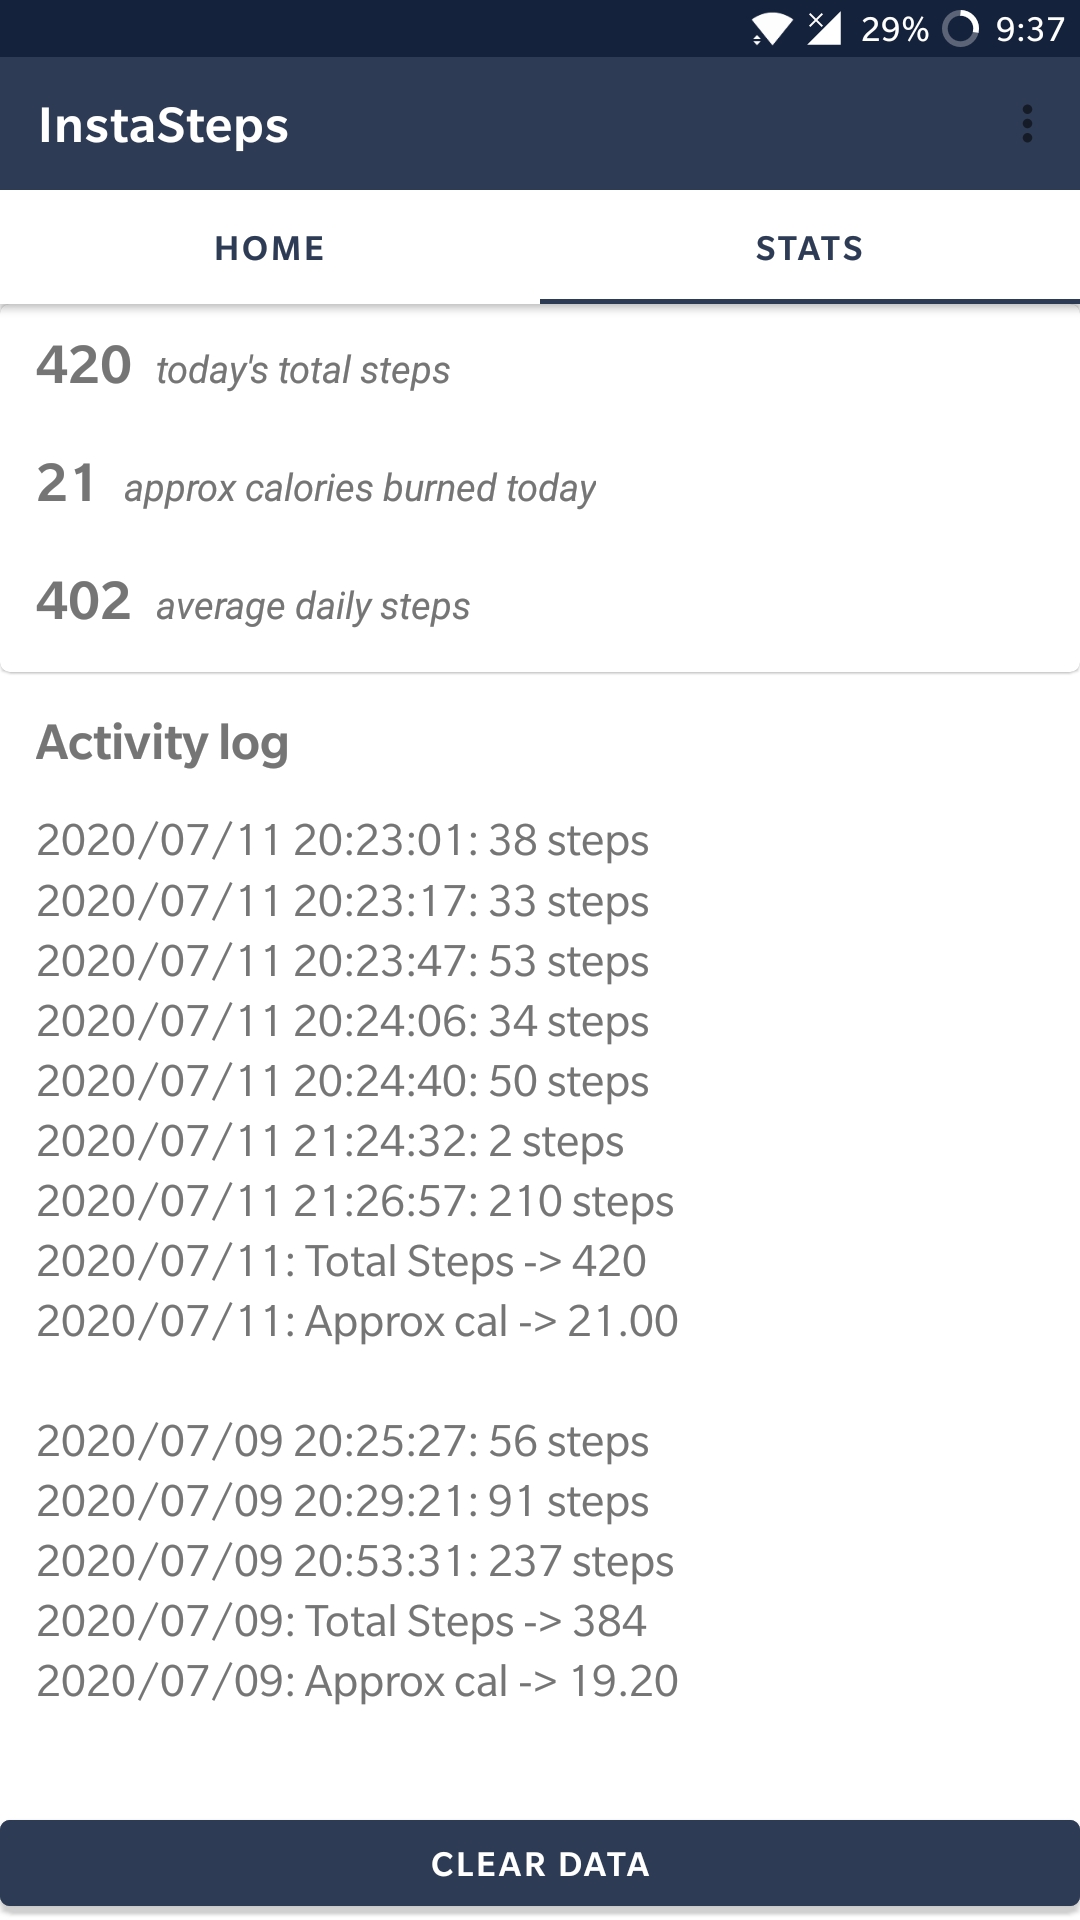 29% 9:37
InstaSteps
HOME STATS
420 today's total steps
21 approx calories burned today
402 average daily steps
Activity log
2020/07/11 20:23:01: 38 steps
2020/07/11 20:23:17: 33 steps
2020/07/11 20:23:47: 53 steps
2020/07/11 20:24:06: 34 steps
2020/07/11 20:24:40: 50 steps
2020/07/11 21:24:32: 2 steps
2020/07/11 21:26:57: 210 steps
2020/07/11: Total Steps -> 420
2020/07/11: Approx cal -> 21.00
2020/07/09 20:25:27: 56 steps
2020/07/09 20:29:21: 91 steps
2020/07/09 20:53:31: 237 steps
2020/07/09: Total Steps -> 384
2020/07/09: Approx cal -> 19.20
CLEAR DATA